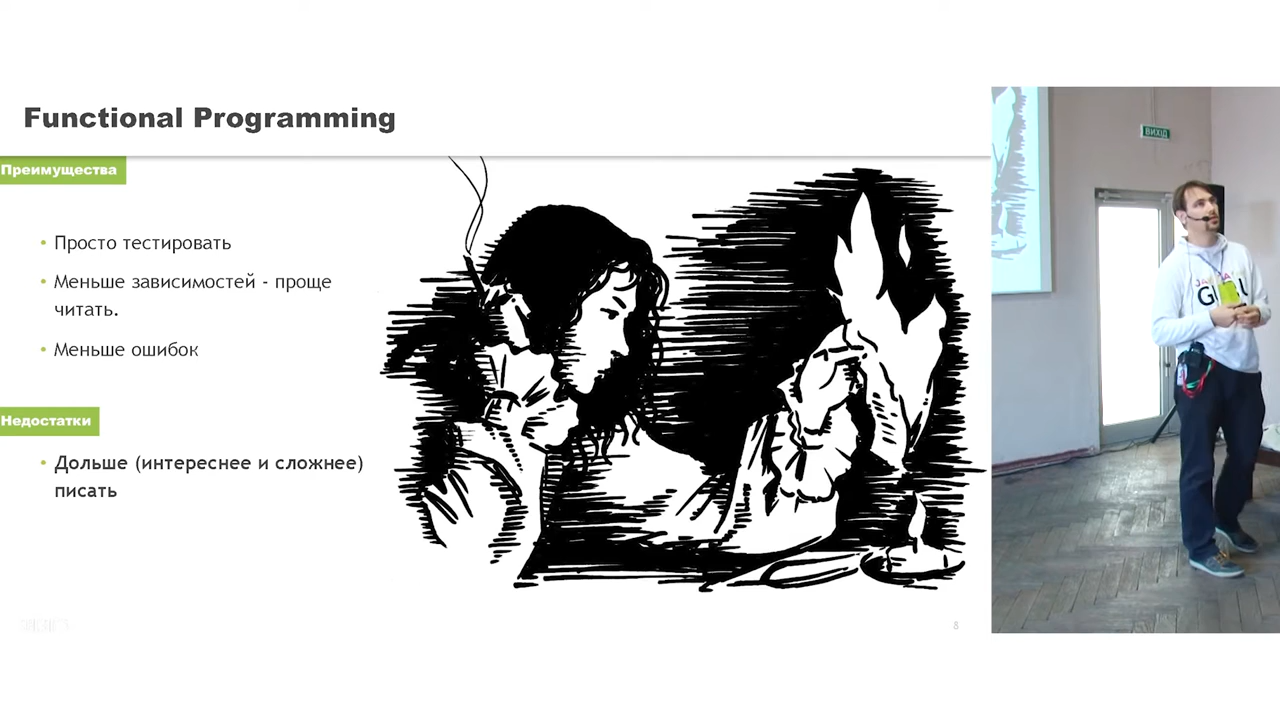 Functional Programming
Преимущества
• Просто тестировать
• Меньше зависимостей - проще
читать.
• Меньше ошибок
Недостатки
• Дольше (интереснее и сложнее)
писать
8
ВИХІД